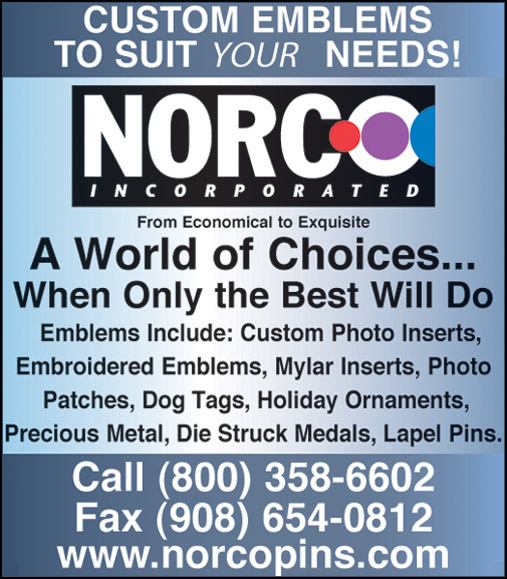 CUSTOM EMBLEMS
TO SUIT YOUR NEEDS!
NORCO
INCORPORATED
From Economical to Exquisite
A World of Choices...
When Only the Best Will Do
Emblems Include: Custom Photo Inserts,
Embroidered Emblems, Mylar Inserts, Photo
Patches, Dog Tags, Holiday Ornaments,
Precious Metal, Die Struck Medals, Lapel Pins.
Call (800) 358-6602
Fax (908) 654-0812
www.norcopins.com